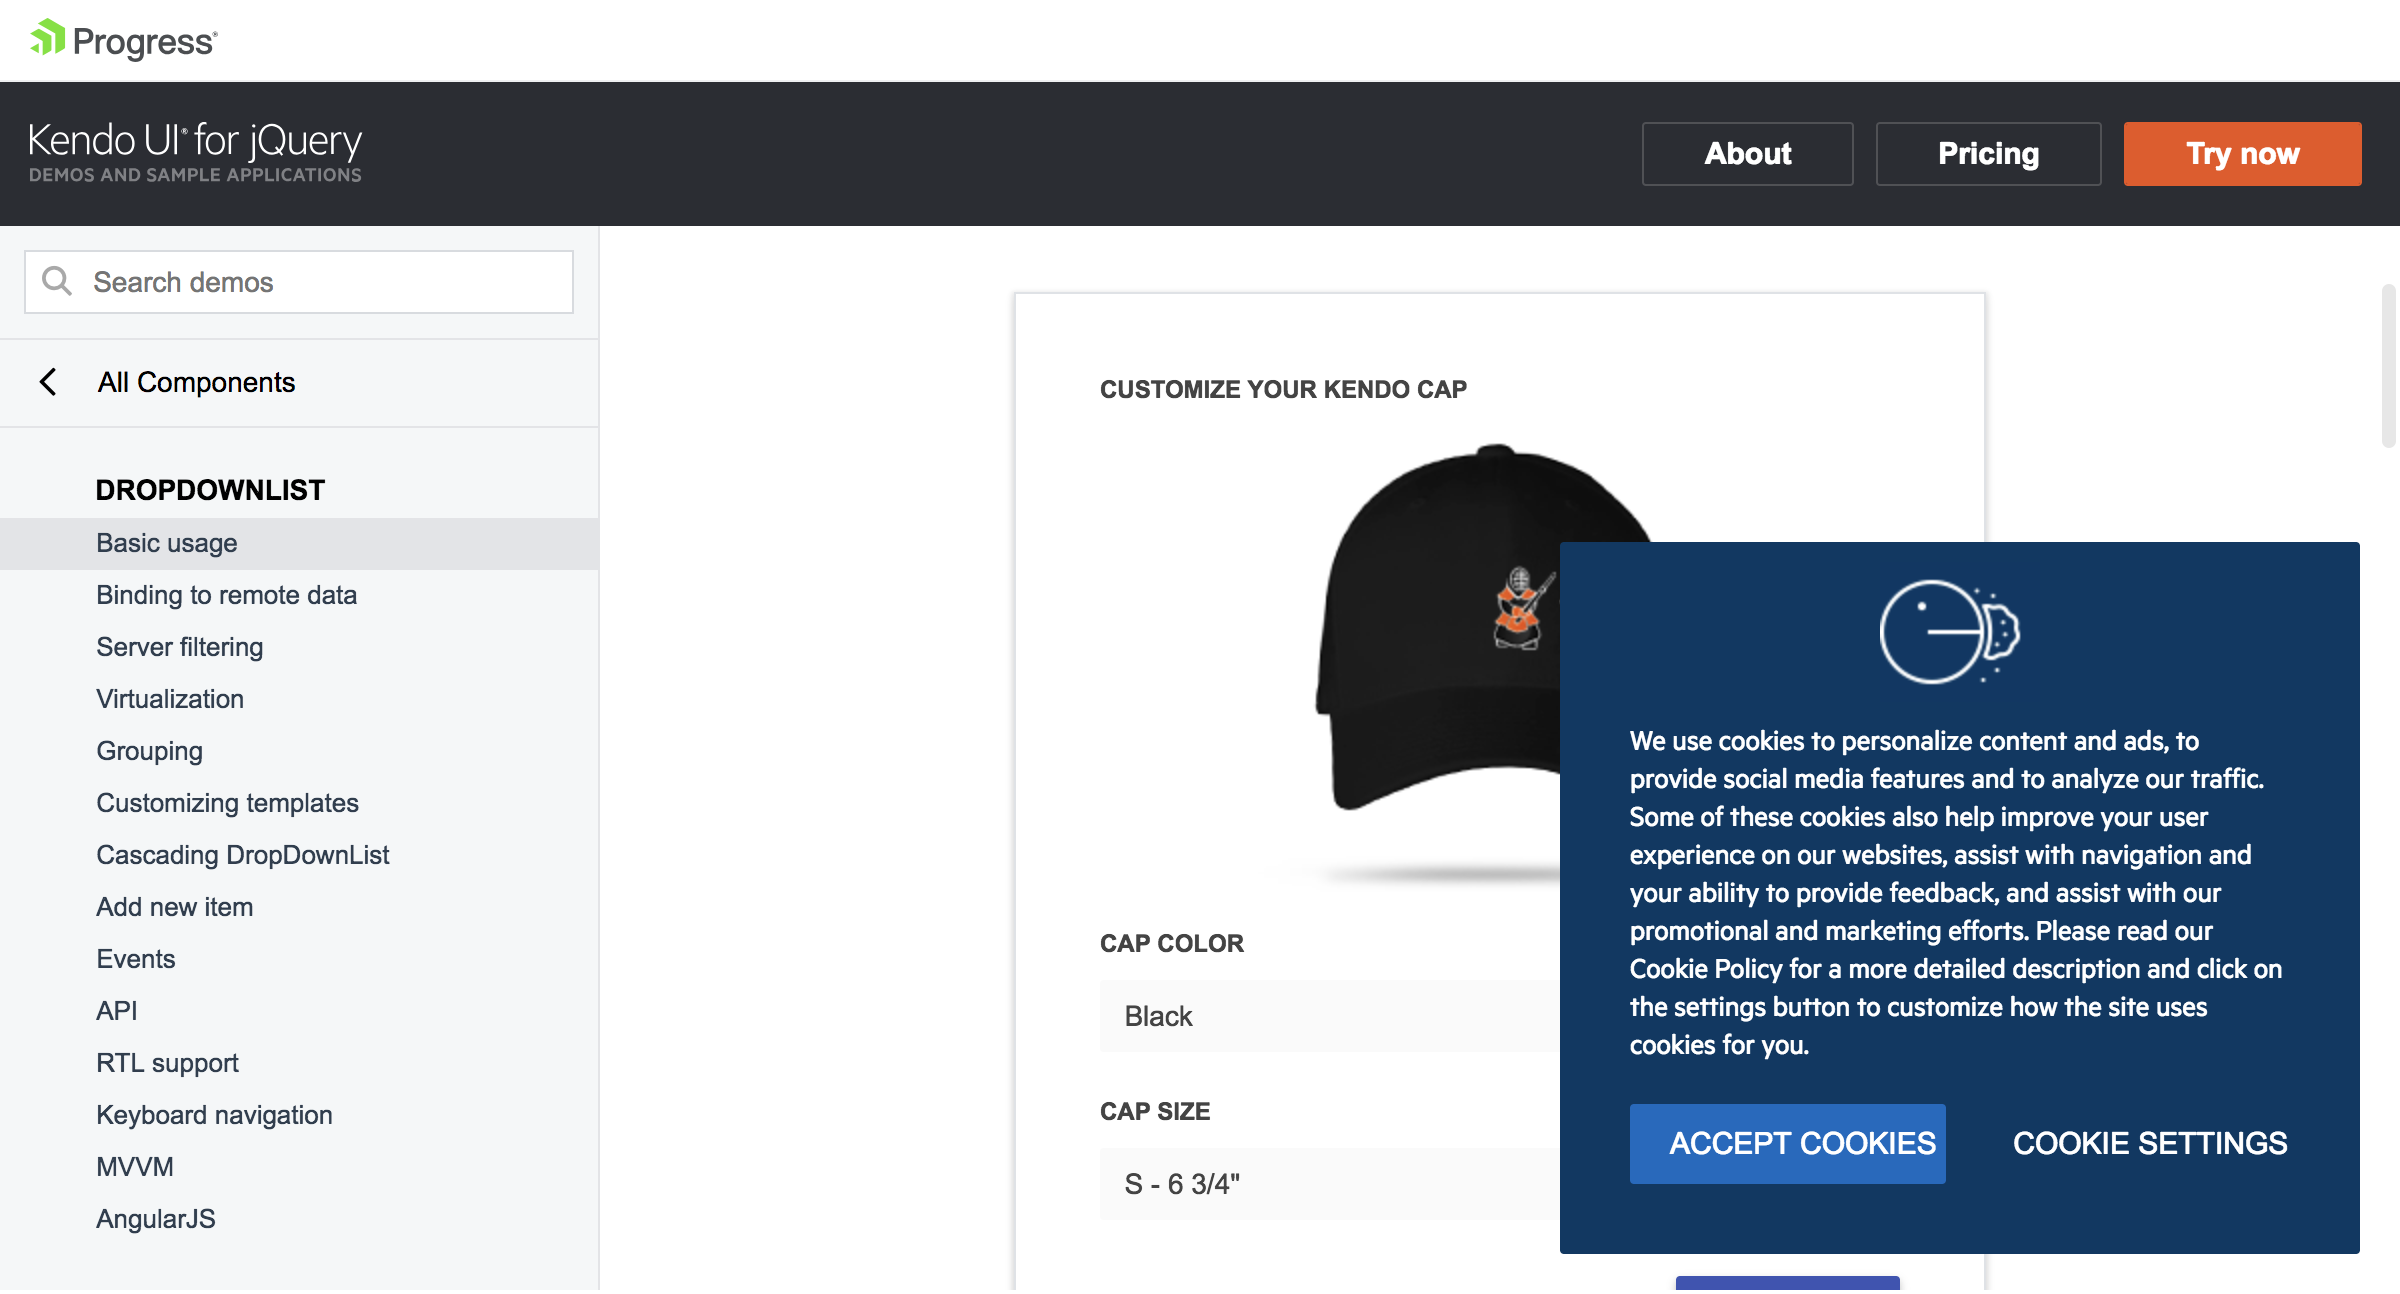 Progress®
Kendo UI® for jQuery
DEMOS AND SAMPLE APPLICATIONS
About
Pricing
Try now
Search demos
All Components
DROPDOWNLIST
Basic usage
Binding to remote data
Server filtering
Virtualization
Grouping
Customizing templates
Cascading DropDownList
Add new item
Events
API
RTL support
Keyboard navigation
MVVM
AngularJS
CUSTOMIZE YOUR KENDO CAP
CAP COLOR
Black
CAP SIZE
S - 6 3/4"
We use cookies to personalize content and ads, to
provide social media features and to analyze our traffic.
Some of these cookies also help improve your user
experience on our websites, assist with navigation and
your ability to provide feedback, and assist with our
promotional and marketing efforts. Please read our
Cookie Policy for a more detailed description and click on
the settings button to customize how the site uses
cookies for you.
ACCEPT COOKIES
COOKIE SETTINGS